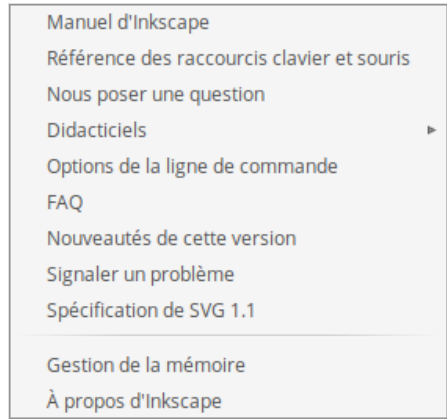 Manuel d'Inkscape
Référence des raccourcis clavier et souris
Nous poser une question
Didacticiels
Options de la ligne de commande
FAQ
Nouveautés de cette version
Signaler un problème
Spécification de SVG 1.1
Gestion de la mémoire
À propos d'Inkscape